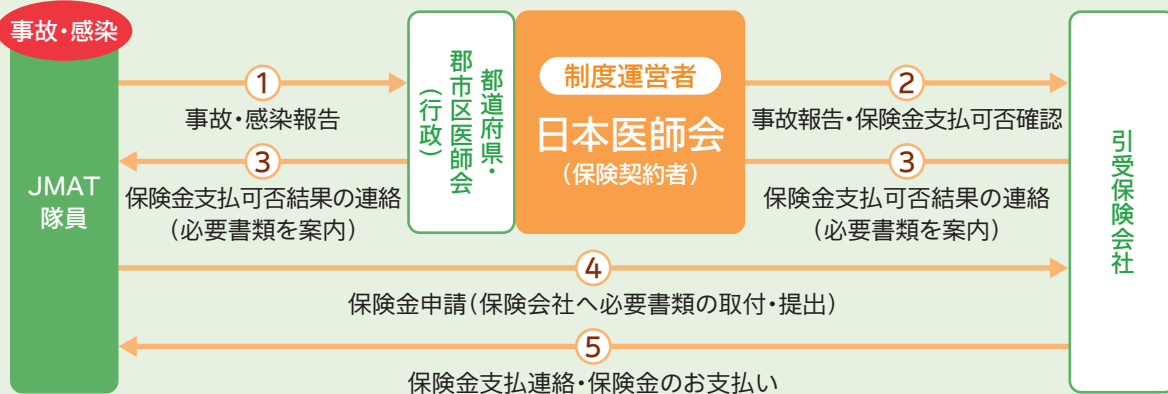 事故・感染
JMAT
隊員
①
事故・感染報告
③
保険金支払可否結果の連絡
(必要書類を案内)
都道府県・
郡市区医師会
(行政)
制度運営者
日本医師会
(保険契約者)
②
事故報告・保険金支払可否確認
③
保険金支払可否結果の連絡
(必要書類を案内)
引受保険会社
④
保険金申請(保険会社へ必要書類の取付・提出)
⑤
保険金支払連絡・保険金のお支払い